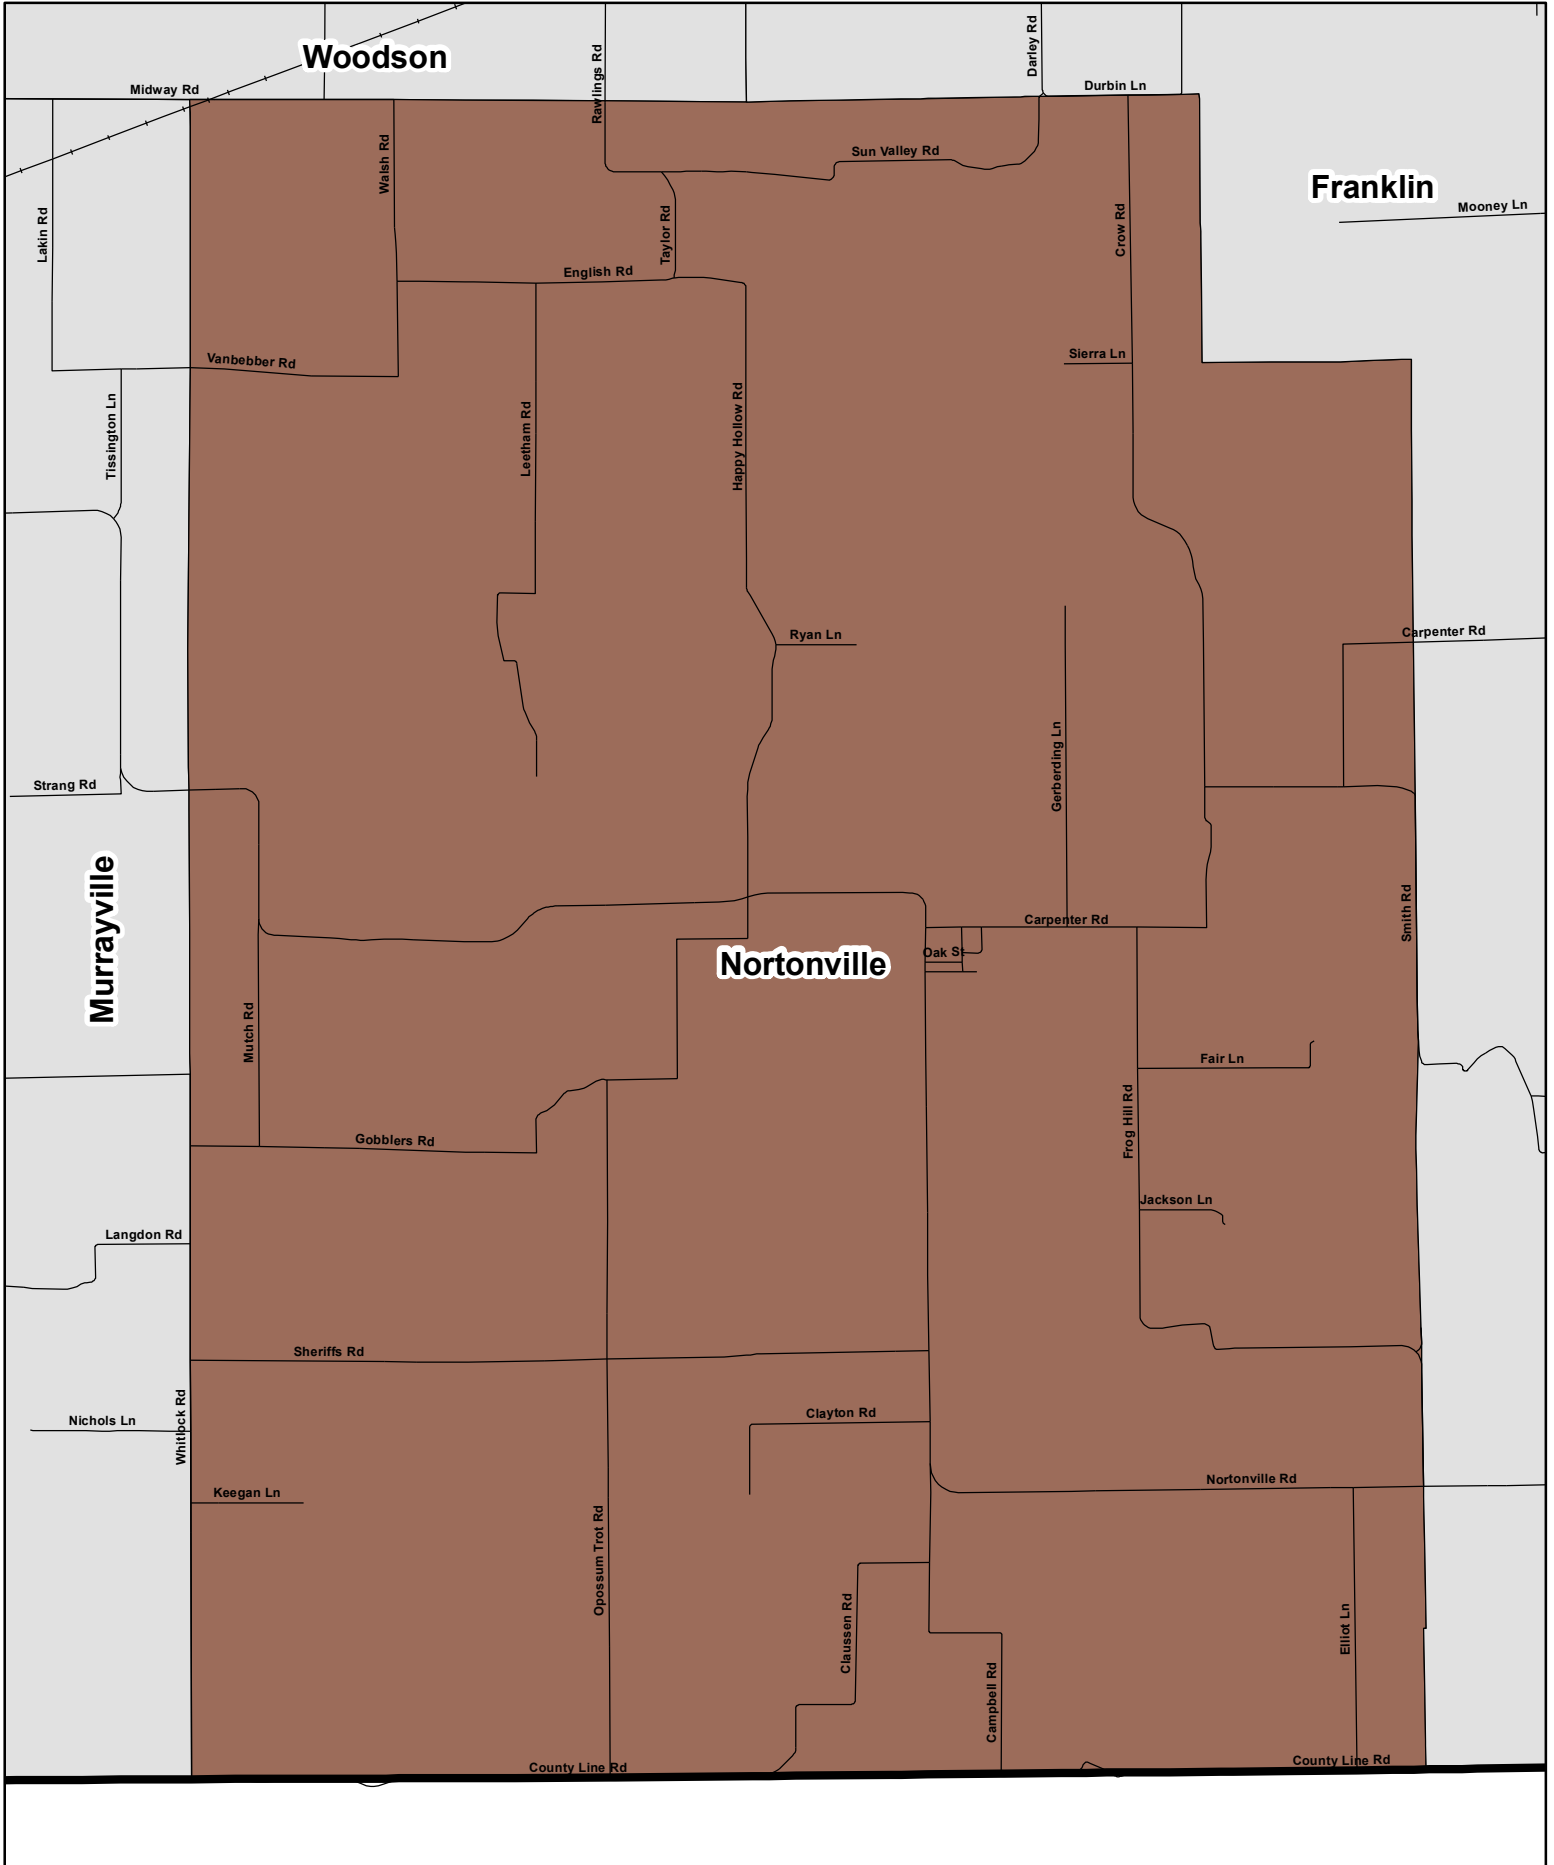 Woodson
Rawlings Rd
Darley Rd
Midway Rd
Durbin Ln
Walsh Rd
Sun Valley Rd
Franklin
Mooney Ln
Lakin Rd
Taylor Rd
Crow Rd
English Rd
Vanbebber Rd
Sierra Ln
Tissington Ln
Leetham Rd
Happy Hollow Rd
Ryan Ln
Carpenter Rd
Strang Rd
Gerberding Ln
Murrayville
Smith Rd
Carpenter Rd
Oak St
Nortonville
Mutch Rd
Fair Ln
Frog Hill Rd
Gobblers Rd
Jackson Ln
Langdon Rd
Sheriffs Rd
Whitlock Rd
Nichols Ln
Clayton Rd
Nortonville Rd
Keegan Ln
Opossum Trot Rd
Claussen Rd
Elliot Ln
Campbell Rd
County Line Rd
County Line Rd